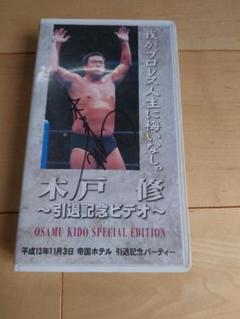 我がプロレス人生に悔いなし。
木戸 修
〜引退記念ビデオ〜
OSAMU KIDO SPECIAL EDITION
平成13年11月3日 帝国ホテル 引退記念パーティー